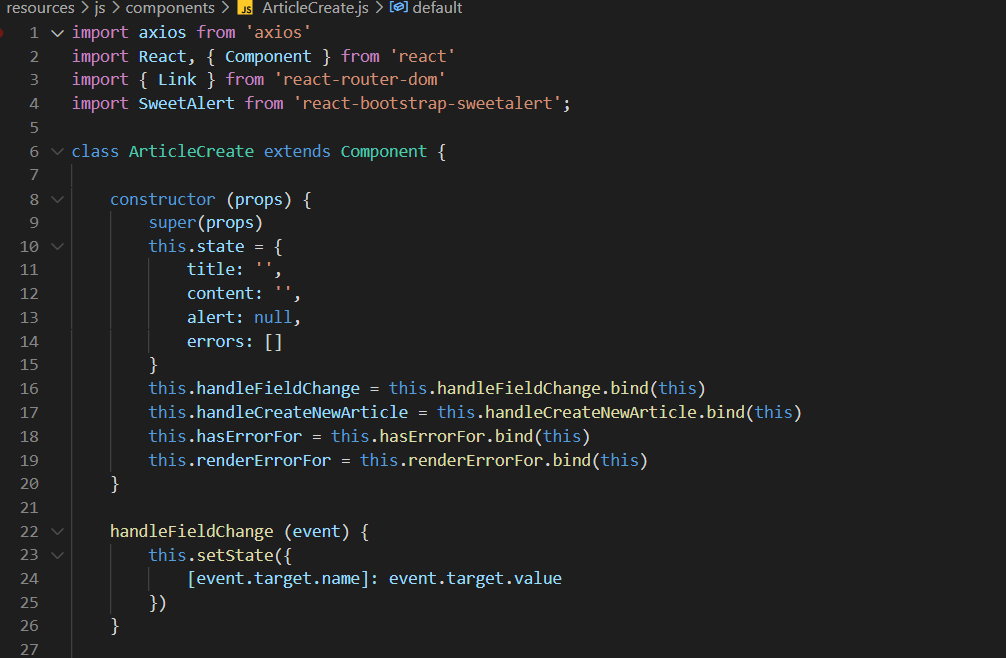 resources > js > components > JS ArticleCreate.js > default
1 import axios from 'axios'
2 import React, { Component } from 'react'
3 import { Link } from 'react-router-dom'
4 import SweetAlert from 'react-bootstrap-sweetalert';
5
6 class ArticleCreate extends Component {
7
8 constructor (props) {
9 super(props)
10 this.state = {
11 title: '',
12 content: '',
13 alert: null,
14 errors: []
15 }
16 this.handleFieldChange = this.handleFieldChange.bind(this)
17 this.handleCreateNewArticle = this.handleCreateNewArticle.bind(this)
18 this.hasErrorFor = this.hasErrorFor.bind(this)
19 this.renderErrorFor = this.renderErrorFor.bind(this)
20 }
21
22 handleFieldChange (event) {
23 this.setState({
24 [event.target.name]: event.target.value
25 })
26 }
27